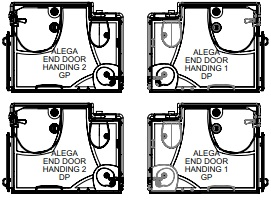 ALEGA
END DOOR
HANDING 2
GP
ALEGA
END DOOR
HANDING 1
DP
ALEGA
END DOOR
HANDING 2
DP
ALEGA
END DOOR
HANDING 1
GP